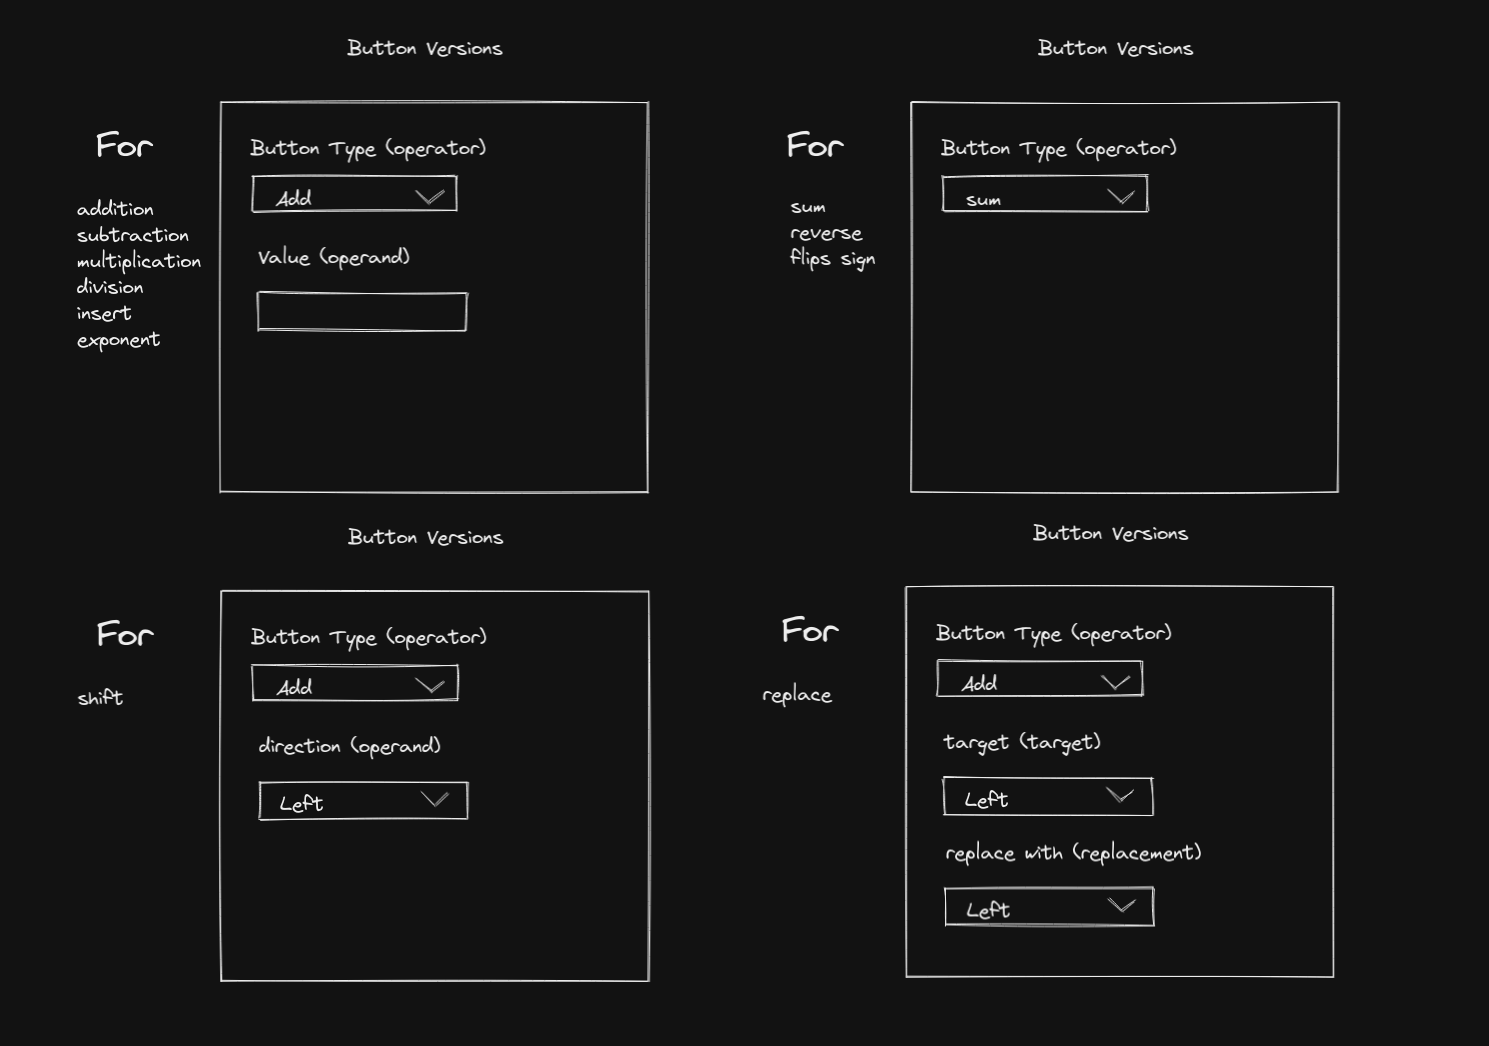 Button Versions
For
addition
subtraction
multiplication
division
insert
exponent
Button Type (operator)
Add
Value (operand)
Button Versions
For
sum
reverse
flips sign
Button Type (operator)
sum
Button Versions
For
shift
Button Type (operator)
Add
direction (operand)
Left
Button Versions
For
replace
Button Type (operator)
Add
target (target)
Left
replace with (replacement)
Left